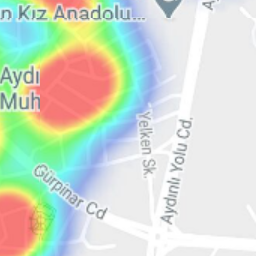 n Kız Anadolu...
A
Aydı
Muh
Yelken Sk.
Aydınlı Yolu Cd.
Gürpınar Cd